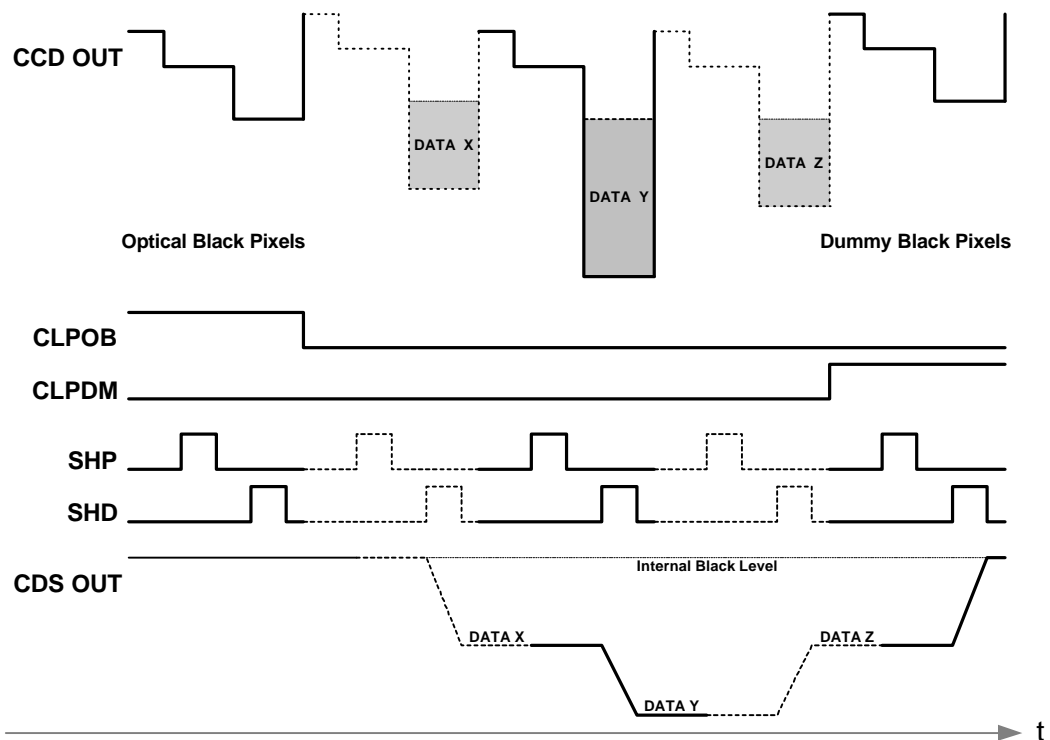 CCD OUT
DATA X
DATA Z
DATA Y
Optical Black Pixels
Dummy Black Pixels
CLPOB
CLPDM
SHP
SHD
CDS OUT
Internal Black Level
DATA X
DATA Z
DATA Y
t